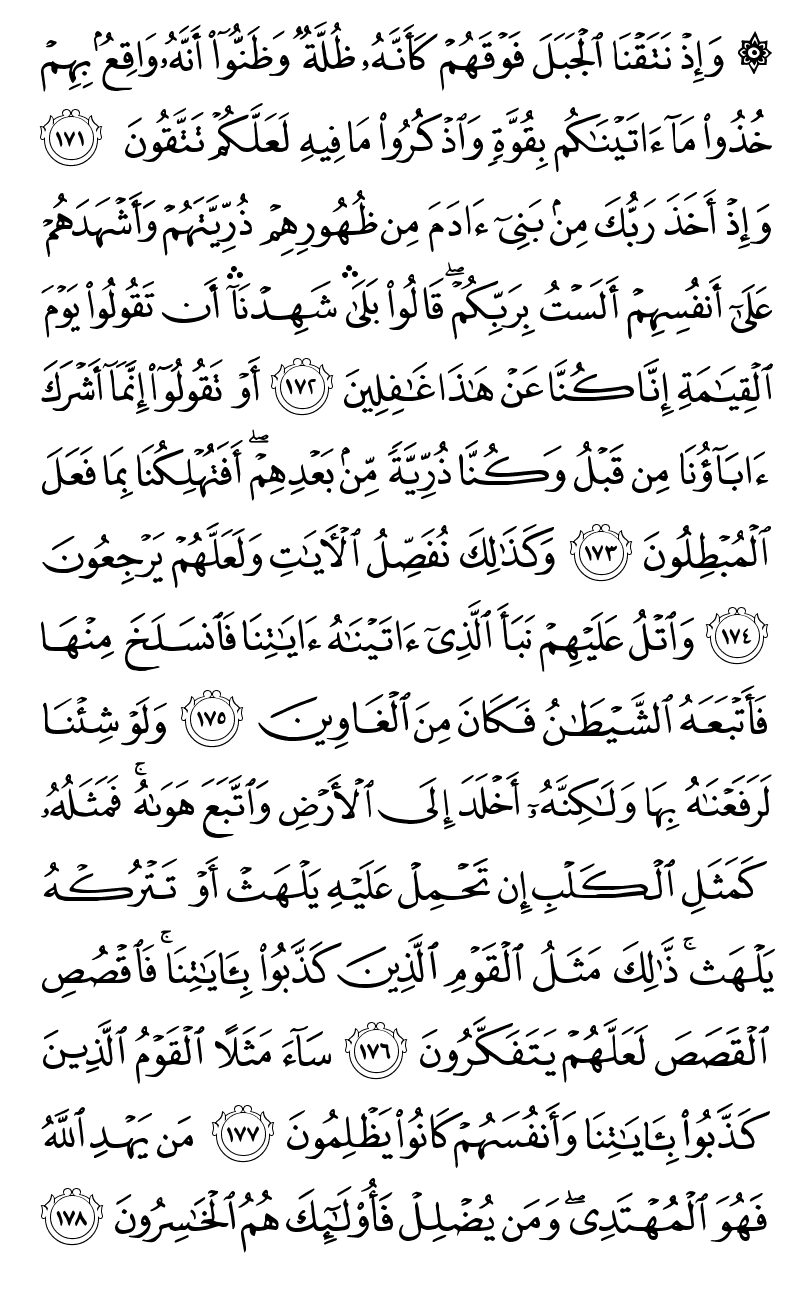 ۞ وَإِذۡ نَتَقۡنَا ٱلۡجَبَلَ فَوۡقَهُمۡ كَأَنَّهُۥ ظُلَّةٞ وَظَنُّوٓاْ أَنَّهُۥ وَاقِعُۢ بِهِمۡ
خُذُواْ مَآ ءَاتَيۡنَٰكُم بِقُوَّةٖ وَٱذۡكُرُواْ مَا فِيهِ لَعَلَّكُمۡ تَتَّقُونَ ١٧١
وَإِذۡ أَخَذَ رَبُّكَ مِنۢ بَنِيٓ ءَادَمَ مِن ظُهُورِهِمۡ ذُرِّيَّتَهُمۡ وَأَشۡهَدَهُمۡ
عَلَىٰٓ أَنفُسِهِمۡ أَلَسۡتُ بِرَبِّكُمۡۖ قَالُواْ بَلَىٰۛ شَهِدۡنَآۛ أَن تَقُولُواْ يَوۡمَ
ٱلۡقِيَٰمَةِ إِنَّا كُنَّا عَنۡ هَٰذَا غَٰفِلِينَ ١٧٢ أَوۡ تَقُولُوٓاْ إِنَّمَآ أَشۡرَكَ
ءَابَآؤُنَا مِن قَبۡلُ وَكُنَّا ذُرِّيَّةٗ مِّنۢ بَعۡدِهِمۡۖ أَفَتُهۡلِكُنَا بِمَا فَعَلَ
ٱلۡمُبۡطِلُونَ ١٧٣ وَكَذَٰلِكَ نُفَصِّلُ ٱلۡأٓيَٰتِ وَلَعَلَّهُمۡ يَرۡجِعُونَ
١٧٤ وَٱتۡلُ عَلَيۡهِمۡ نَبَأَ ٱلَّذِيٓ ءَاتَيۡنَٰهُ ءَايَٰتِنَا فَٱنسَلَخَ مِنۡهَا
فَأَتۡبَعَهُ ٱلشَّيۡطَٰنُ فَكَانَ مِنَ ٱلۡغَاوِينَ ١٧٥ وَلَوۡ شِئۡنَا
لَرَفَعۡنَٰهُ بِهَا وَلَٰكِنَّهُۥٓ أَخۡلَدَ إِلَى ٱلۡأَرۡضِ وَٱتَّبَعَ هَوَىٰهُۚ فَمَثَلُهُۥ
كَمَثَلِ ٱلۡكَلۡبِ إِن تَحۡمِلۡ عَلَيۡهِ يَلۡهَثۡ أَوۡ تَتۡرُكۡهُ
يَلۡهَثۚ ذَّٰلِكَ مَثَلُ ٱلۡقَوۡمِ ٱلَّذِينَ كَذَّبُواْ بِـَٔايَٰتِنَاۚ فَٱقۡصُصِ
ٱلۡقَصَصَ لَعَلَّهُمۡ يَتَفَكَّرُونَ ١٧٦ سَآءَ مَثَلًا ٱلۡقَوۡمُ ٱلَّذِينَ
كَذَّبُواْ بِـَٔايَٰتِنَا وَأَنفُسَهُمۡ كَانُواْ يَظۡلِمُونَ ١٧٧ مَن يَهۡدِ ٱللَّهُ
فَهُوَ ٱلۡمُهۡتَدِيۖ وَمَن يُضۡلِلۡ فَأُوْلَٰٓئِكَ هُمُ ٱلۡخَٰسِرُونَ ١٧٨